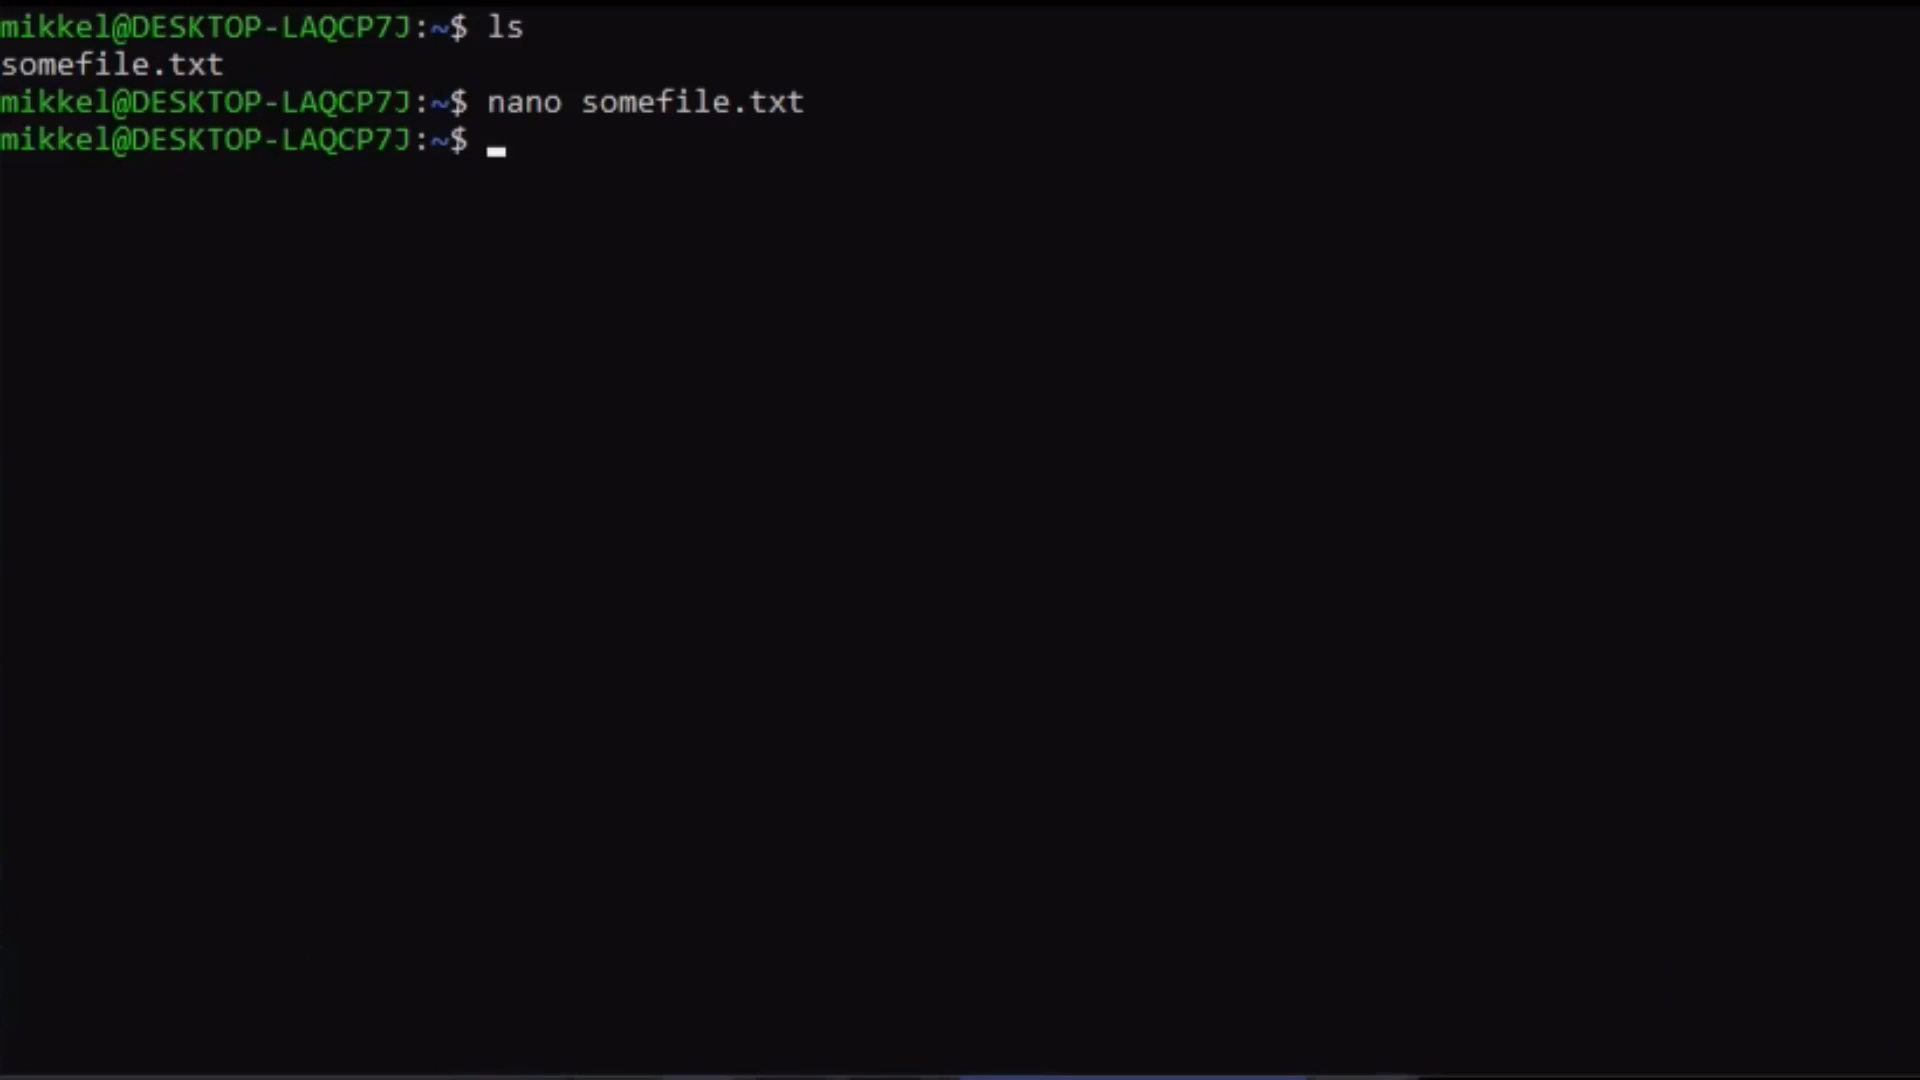 mikkel@DESKTOP-LAQCP7J:~$ ls
somefile.txt
mikkel@DESKTOP-LAQCP7J:~$ nano somefile.txt
mikkel@DESKTOP-LAQCP7J:~$